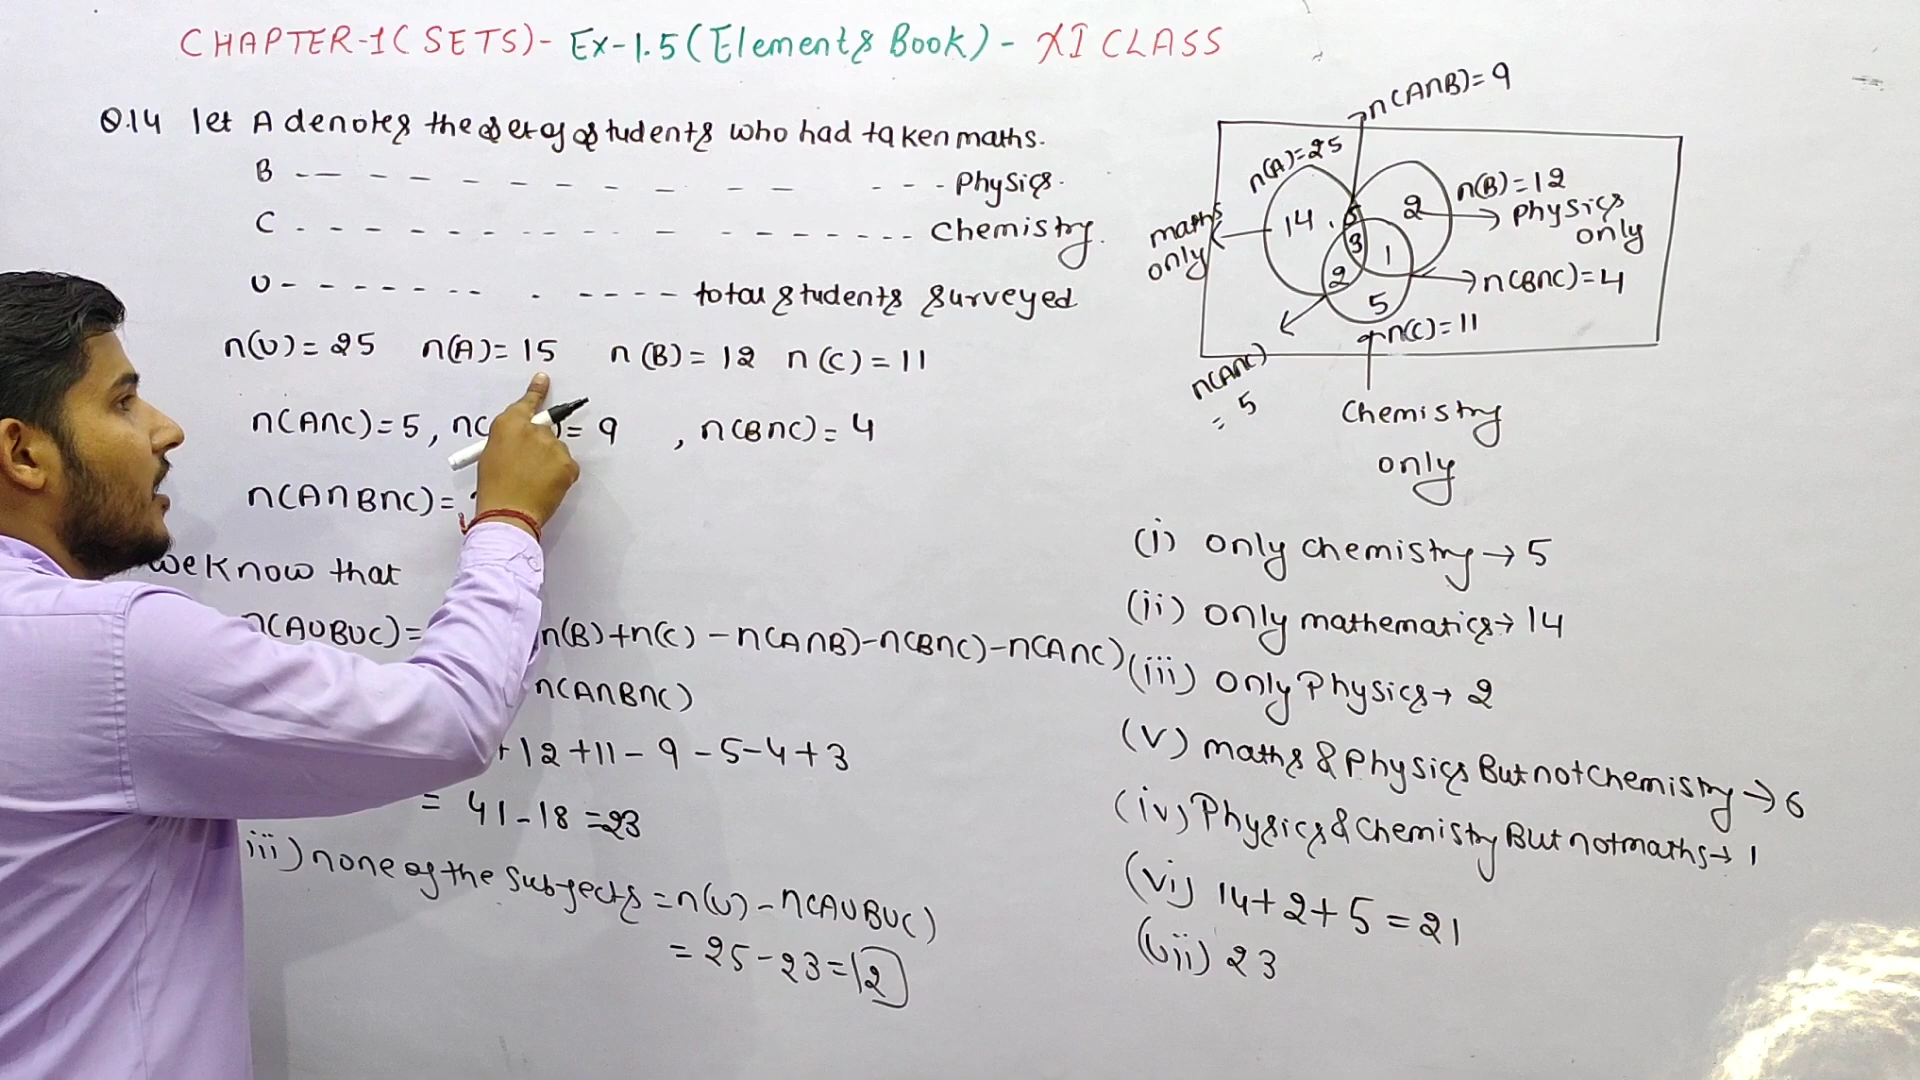 CHAPTER-1(SETS)- Ex-1.5(Elements Book)- XI CLASS
Q.14 let A denotes the set of students who had taken maths.
B - - - - - - - - - - - - - - Physics.
C - - - - - - - - - - - - - - chemistry.
U - - - - - - - - - - - - total students surveyed
n(U)= 25 n(A)= 15 n(B)= 12 n(C)= 11
n(A∩C)=5, n( )= 9 , n(B∩C)= 4
n(A∩B∩C)=
we know that
n(AUBUC)= n(B)+n(C) -n(A∩B)-n(B∩C)-n(A∩C)
n(A∩B∩C)
+12+11- 9-5-4+3
= 41-18 =23
iii) none of the subjects =n(U)-n(AUBUC)
= 25-23= 2
n(A∩B)= 9
n(A)=25
n(B)=12
maths only
14
5
2
Physics only
3
1
2
5
n(B∩C)=4
n(C)=11
n(A∩C) = 5
Chemistry
only
(i) only chemistry → 5
(ii) only mathematics → 14
(iii) only Physics → 2
(v) maths & Physics But not chemistry → 6
(iv) Physics & chemistry But not maths → 1
(vi) 14+2+5 = 21
(vii) 23